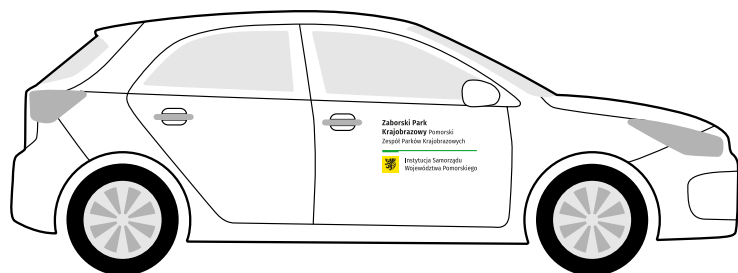 Zaborski Park
Krajobrazowy Pomorski
Zespół Parków Krajobrazowych
Instytucja Samorządu
Województwa Pomorskiego